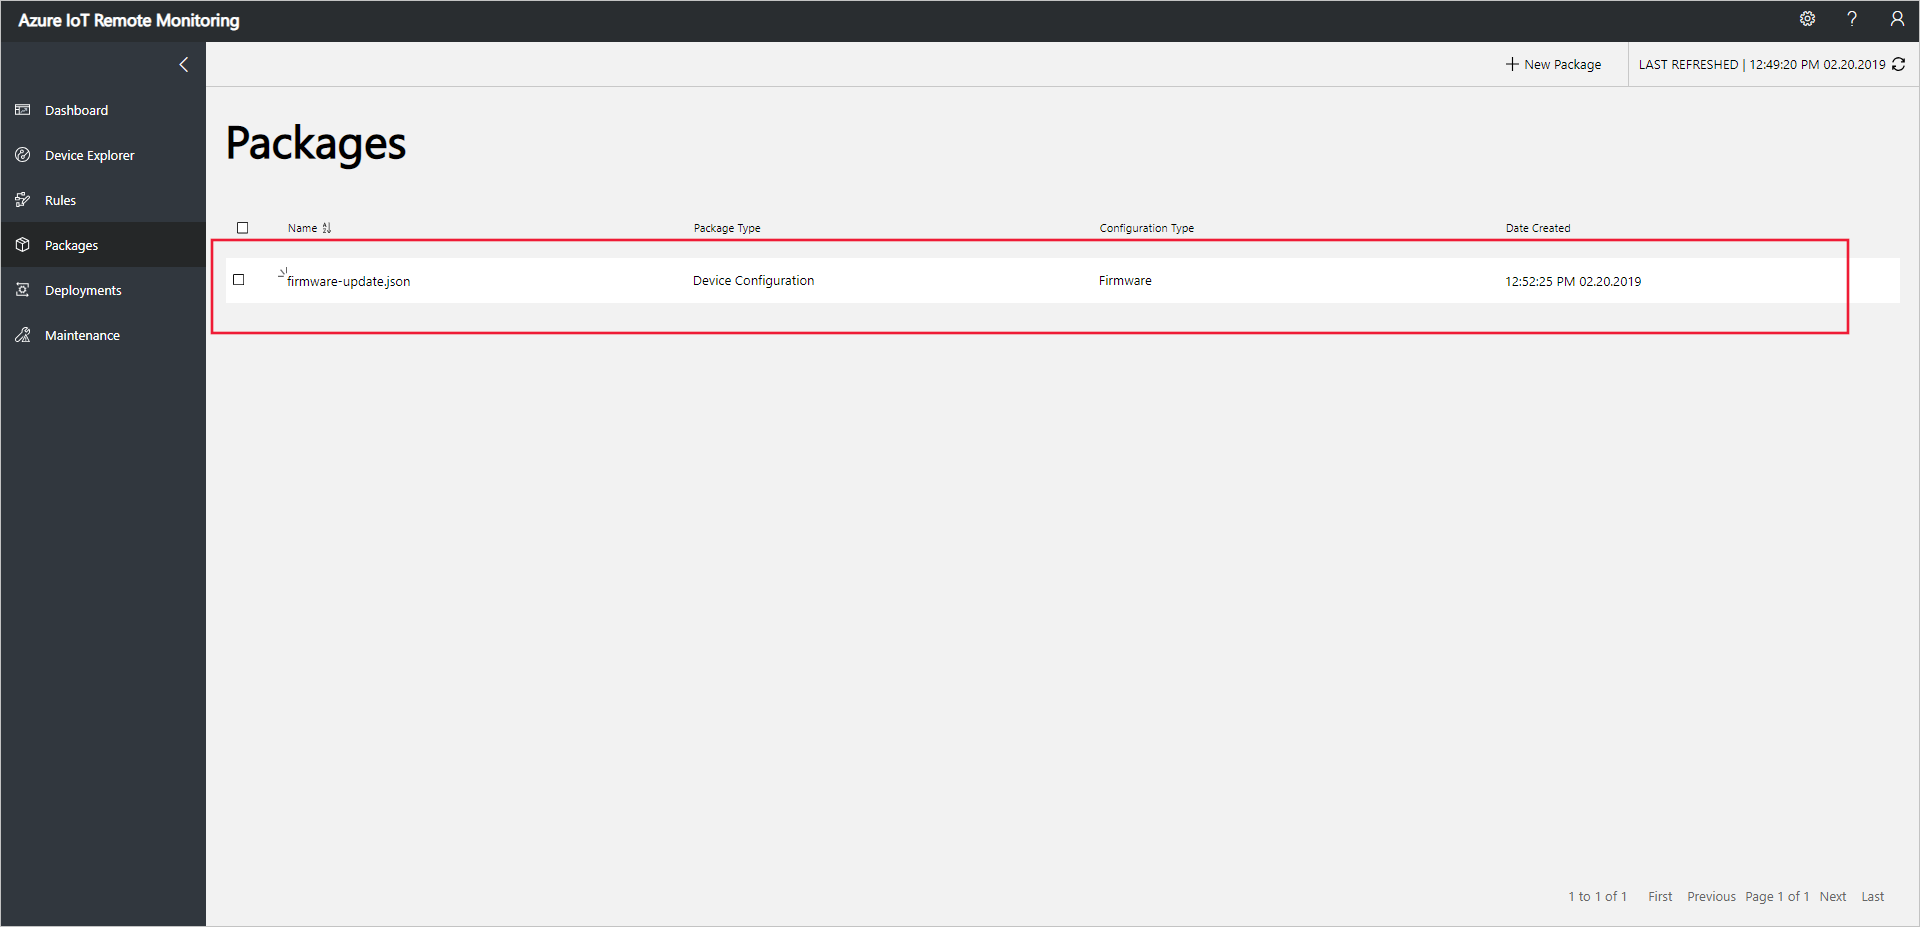 Azure IoT Remote Monitoring
?
New Package
LAST REFRESHED | 12:49:20 PM 02.20.2019
Dashboard
Device Explorer
Rules
Packages
Deployments
Maintenance
Packages
Name Package Type Configuration Type Date Created
firmware-update.json Device Configuration Firmware 12:52:25 PM 02.20.2019
1 to 1 of 1 First Previous Page 1 of 1 Next Last